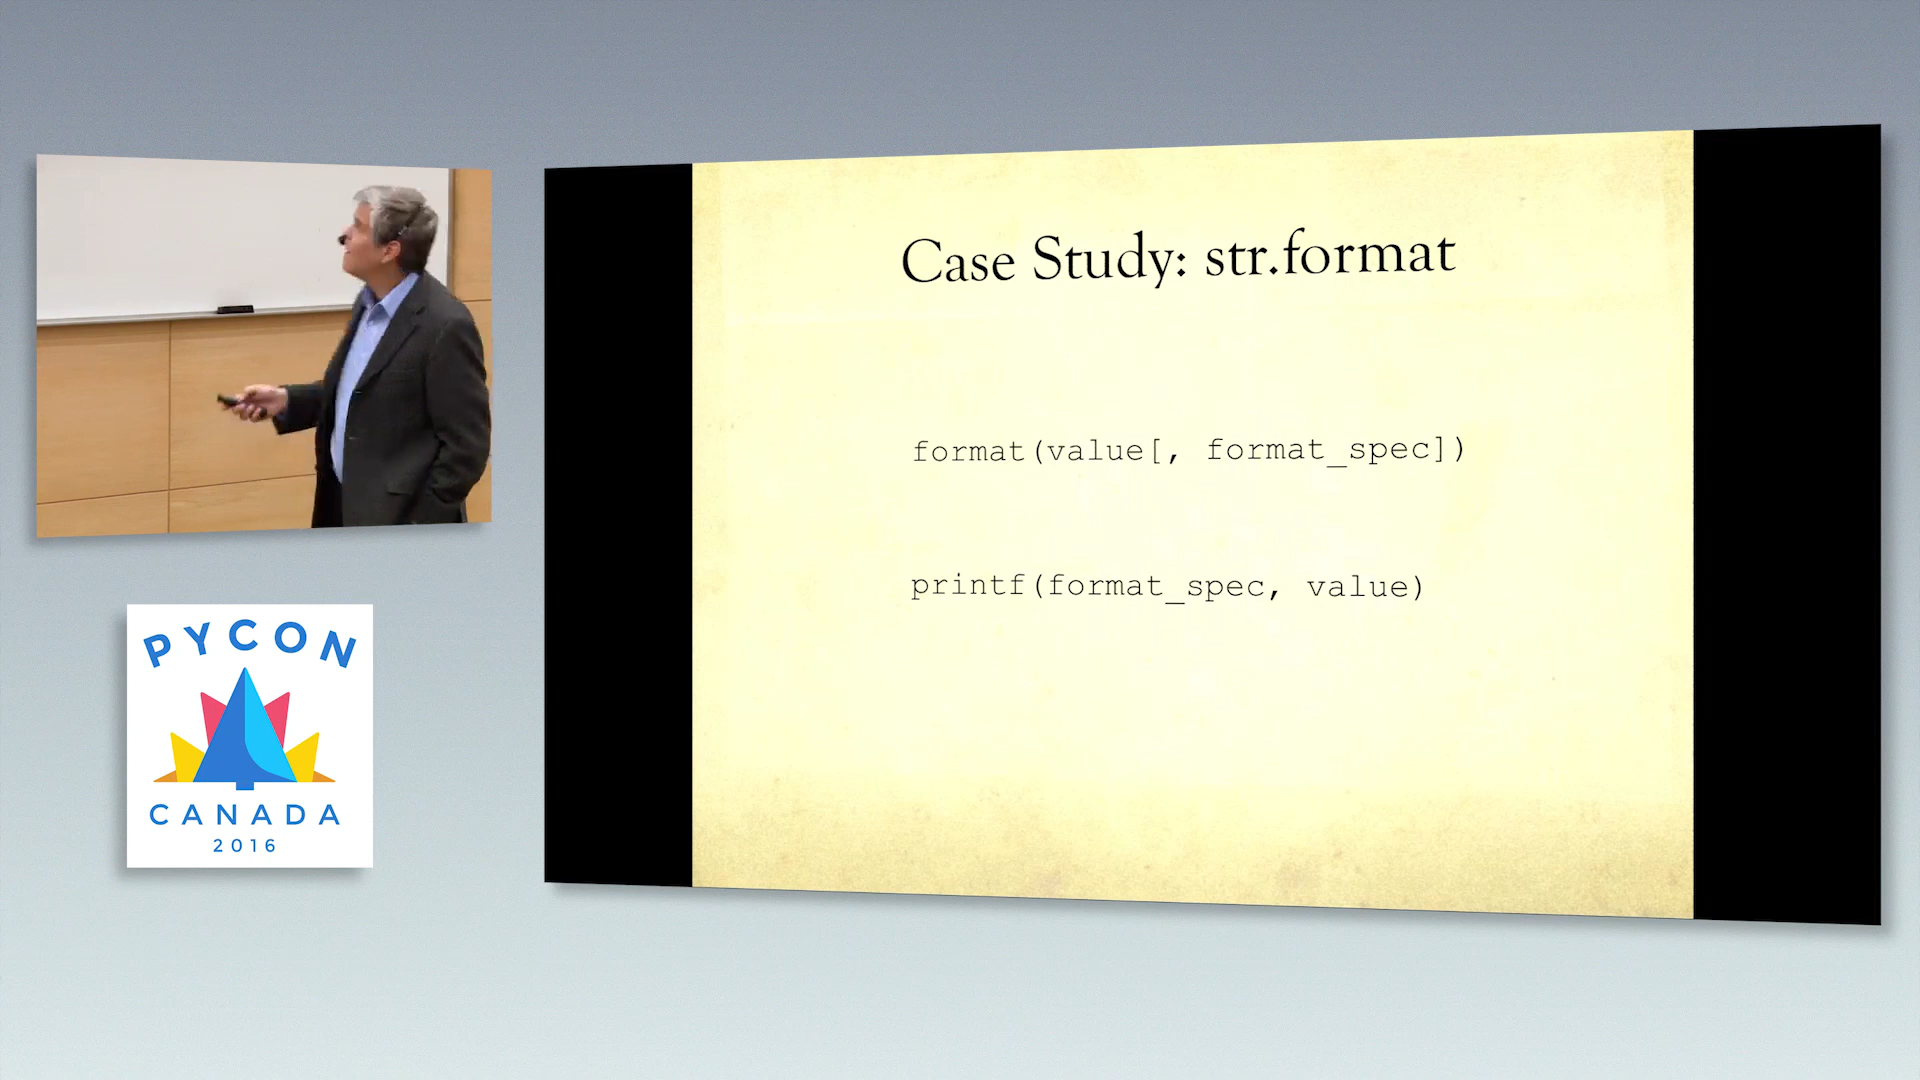 Case Study: str.format
format(value[, format_spec])
printf(format_spec, value)
PYCON
CANADA
2016